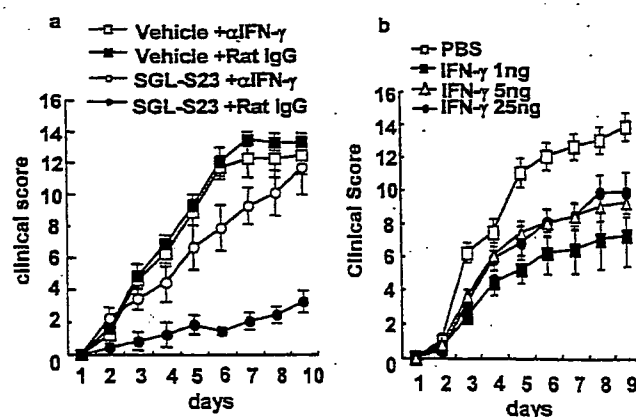 a
Vehicle +αIFN-γ
Vehicle +Rat IgG
SGL-S23 +αIFN-γ
SGL-S23 +Rat IgG
clinical score
16
14
12
10
8
6
4
2
0
1 2 3 4 5 6 7 8 10
days
b
PBS
IFN-γ 1ng
IFN-γ 5ng
IFN-γ 25ng
Clinical Score
16
14
12
10
8
6
4
2
0
1 2 3 4 5 6 7 8 9
days